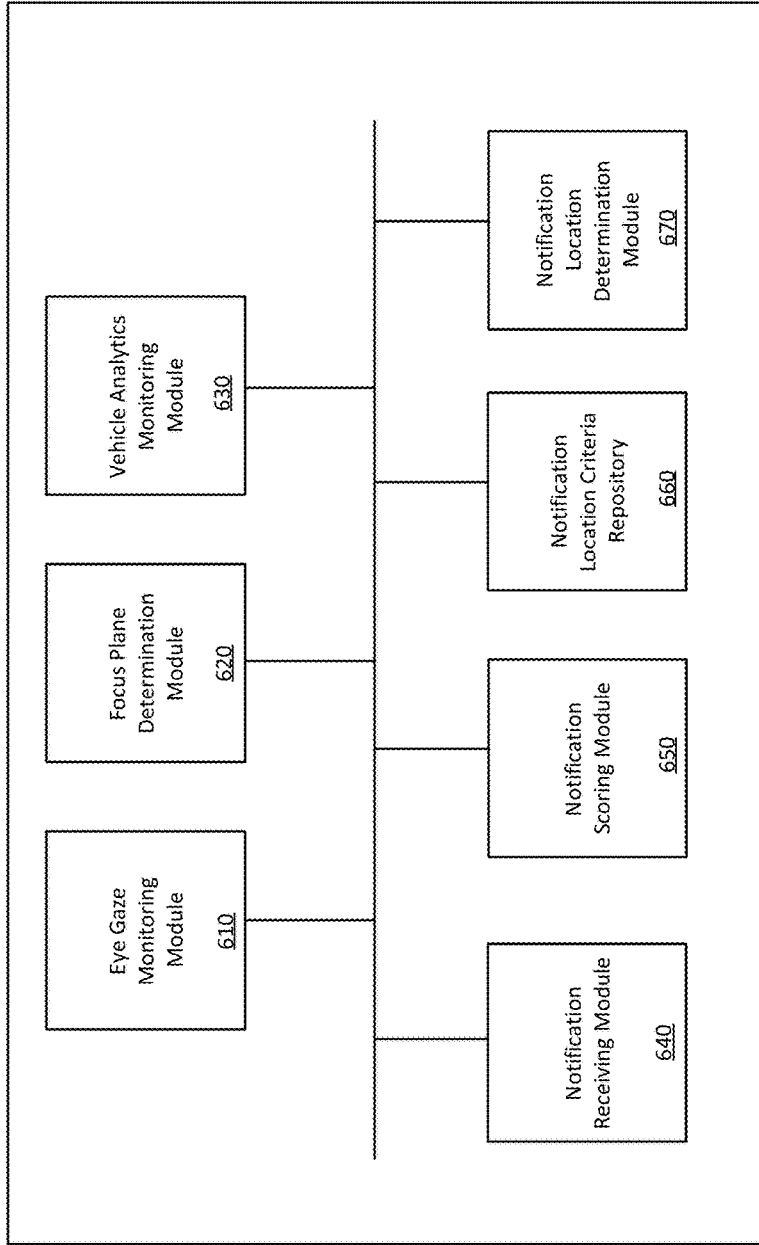 Eye Gaze
Monitoring
Module
610
Focus Plane
Determination
Module
620
Vehicle Analytics
Monitoring
Module
630
Notification
Receiving Module
640
Notification
Scoring Module
650
Notification
Location Criteria
Repository
660
Notification
Location
Determination
Module
670